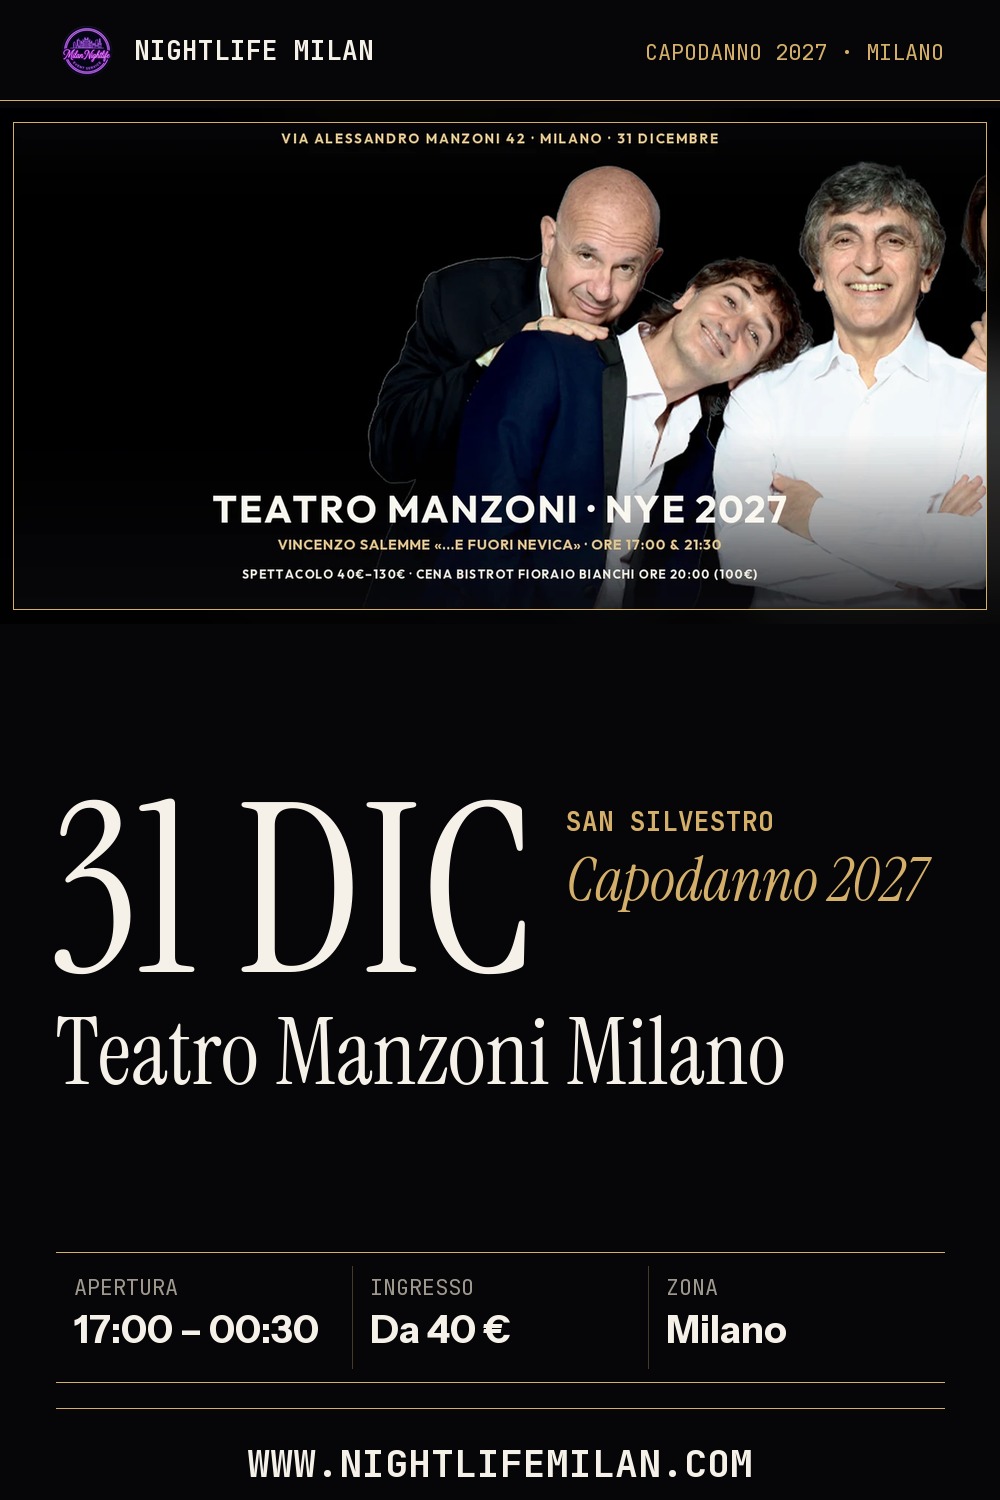 Milan Nightlife
NIGHTLIFE MILAN
CAPODANNO 2027 · MILANO
VIA ALESSANDRO MANZONI 42 · MILANO · 31 DICEMBRE
TEATRO MANZONI · NYE 2027
VINCENZO SALEMME «...E FUORI NEVICA» · ORE 17:00 & 21:30
SPETTACOLO 40€–130€ · CENA BISTROT FIORAIO BIANCHI ORE 20:00 (100€)
31 DIC
SAN SILVESTRO
Capodanno 2027
Teatro Manzoni Milano
APERTURA
17:00 – 00:30
INGRESSO
Da 40 €
ZONA
Milano
WWW.NIGHTLIFEMILAN.COM